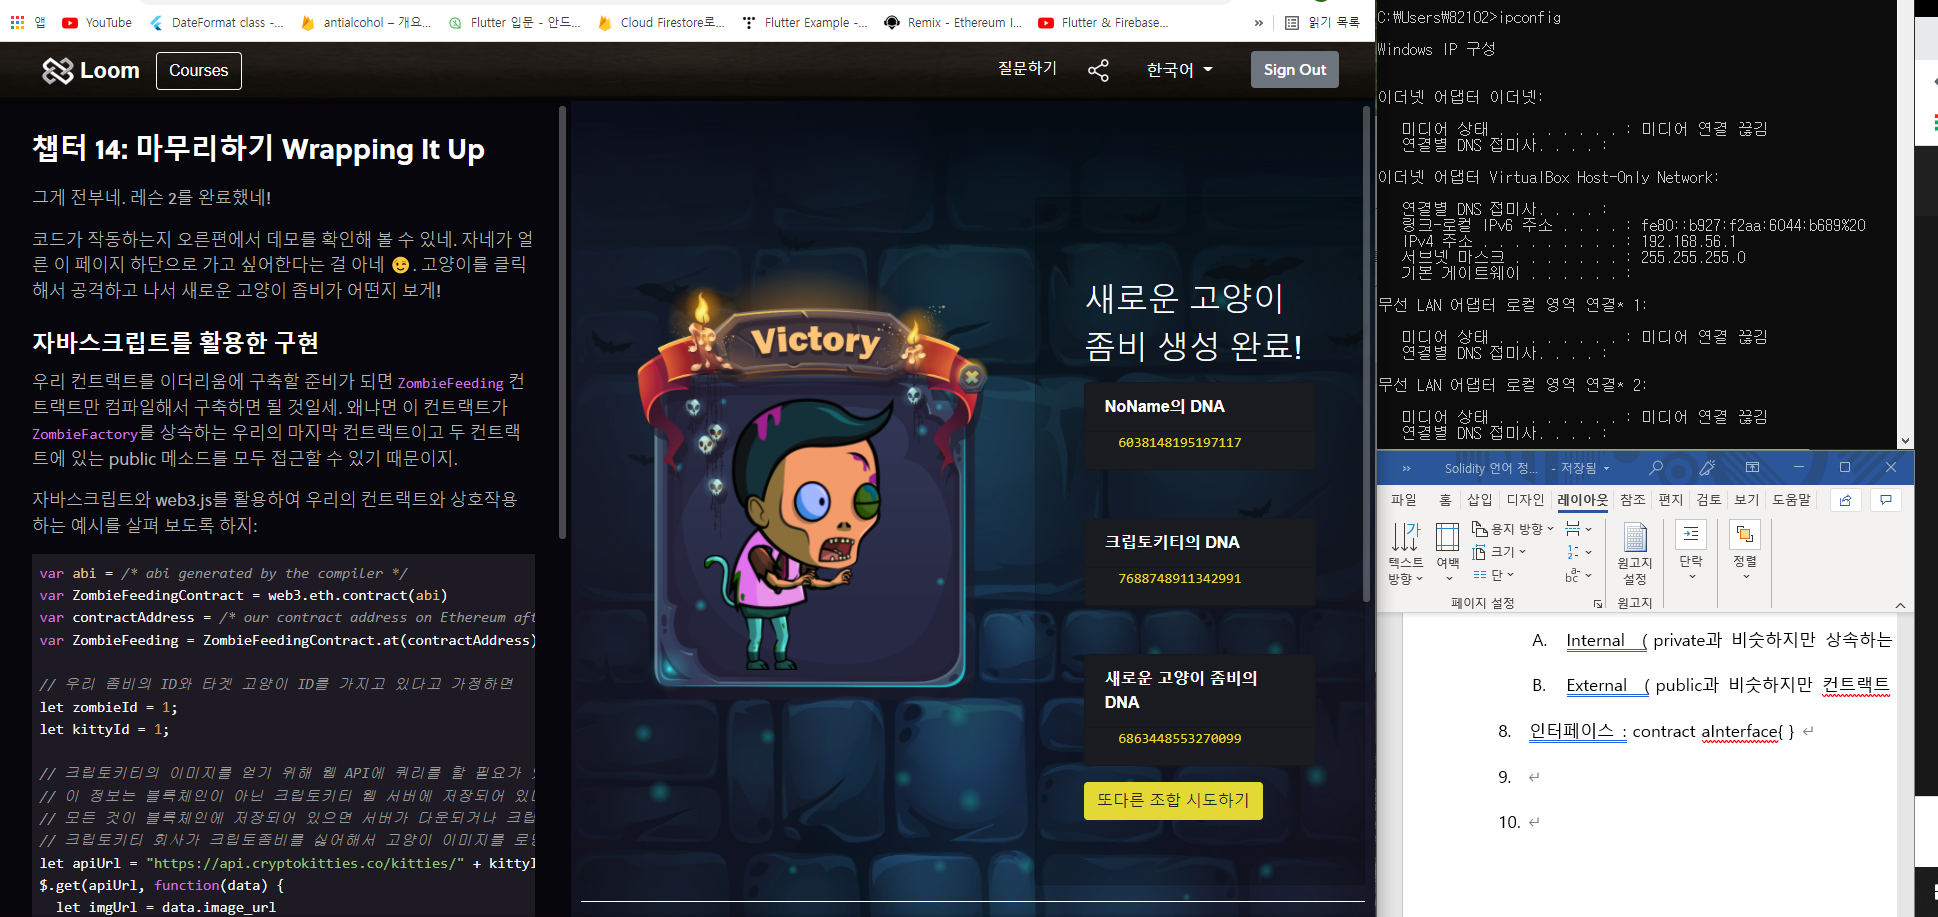 앱
YouTube
DateFormat class -...
antialcohol – 개요...
Flutter 입문 - 안드...
Cloud Firestore로...
Flutter Example -...
Remix - Ethereum I...
Flutter & Firebase...
»
읽기 목록
Loom
Courses
질문하기
한국어
Sign Out
챕터 14: 마무리하기 Wrapping It Up
그게 전부네. 레슨 2를 완료했네!
코드가 작동하는지 오른편에서 데모를 확인해 볼 수 있네. 자네가 얼
른 이 페이지 하단으로 가고 싶어한다는 걸 아네 😉. 고양이를 클릭
해서 공격하고 나서 새로운 고양이 좀비가 어떤지 보게!
자바스크립트를 활용한 구현
우리 컨트랙트를 이더리움에 구축할 준비가 되면 ZombieFeeding 컨
트랙트만 컴파일해서 구축하면 될 것일세. 왜냐면 이 컨트랙트가
ZombieFactory를 상속하는 우리의 마지막 컨트랙트이고 두 컨트랙
트에 있는 public 메소드를 모두 접근할 수 있기 때문이지.
자바스크립트와 web3.js를 활용하여 우리의 컨트랙트와 상호작용
하는 예시를 살펴 보도록 하지:
var abi = /* abi generated by the compiler */
var ZombieFeedingContract = web3.eth.contract(abi)
var contractAddress = /* our contract address on Ethereum aft
var ZombieFeeding = ZombieFeedingContract.at(contractAddress)
// 우리 좀비의 ID와 타겟 고양이 ID를 가지고 있다고 가정하면
let zombieId = 1;
let kittyId = 1;
// 크립토키티의 이미지를 얻기 위해 웹 API에 쿼리를 할 필요가 있
// 이 정보는 블록체인이 아닌 크립토키티 웹 서버에 저장되어 있
// 모든 것이 블록체인에 저장되어 있으면 서버가 다운되거나 크립
// 크립토키티 회사가 크립토좀비를 싫어해서 고양이 이미지를 로
let apiUrl = "https://api.cryptokitties.co/kitties/" + kittyI
$.get(apiUrl, function(data) {
let imgUrl = data.image_url
Victory
새로운 고양이
좀비 생성 완료!
NoName의 DNA
6038148195197117
크립토키티의 DNA
7688748911342991
새로운 고양이 좀비의
DNA
6863448553270099
또다른 조합 시도하기
C:\Users\82102>ipconfig
Windows IP 구성
이더넷 어댑터 이더넷:
미디어 상태 . . . . . . . . : 미디어 연결 끊김
연결별 DNS 접미사. . . . :
이더넷 어댑터 VirtualBox Host-Only Network:
연결별 DNS 접미사. . . . :
링크-로컬 IPv6 주소 . . . . : fe80::b927:f2aa:6044:b689%20
IPv4 주소 . . . . . . . . . : 192.168.56.1
서브넷 마스크 . . . . . . . : 255.255.255.0
기본 게이트웨이 . . . . . . :
무선 LAN 어댑터 로컬 영역 연결* 1:
미디어 상태 . . . . . . . . : 미디어 연결 끊김
연결별 DNS 접미사. . . . :
무선 LAN 어댑터 로컬 영역 연결* 2:
미디어 상태 . . . . . . . . : 미디어 연결 끊김
연결별 DNS 접미사. . . . :
» Solidity 언어 정... - 저장됨
파일 홈 삽입 디자인 레이아웃 참조 편지 검토 보기 도움말
텍스트 방향
여백
용지 방향
크기
단
페이지 설정
원고지 설정
원고지
단락
정렬
A. Internal ( private과 비슷하지만 상속하는
B. External ( public과 비슷하지만 컨트랙트
8. 인터페이스 : contract aInterface{ } ↵
9. ↵
10. ↵